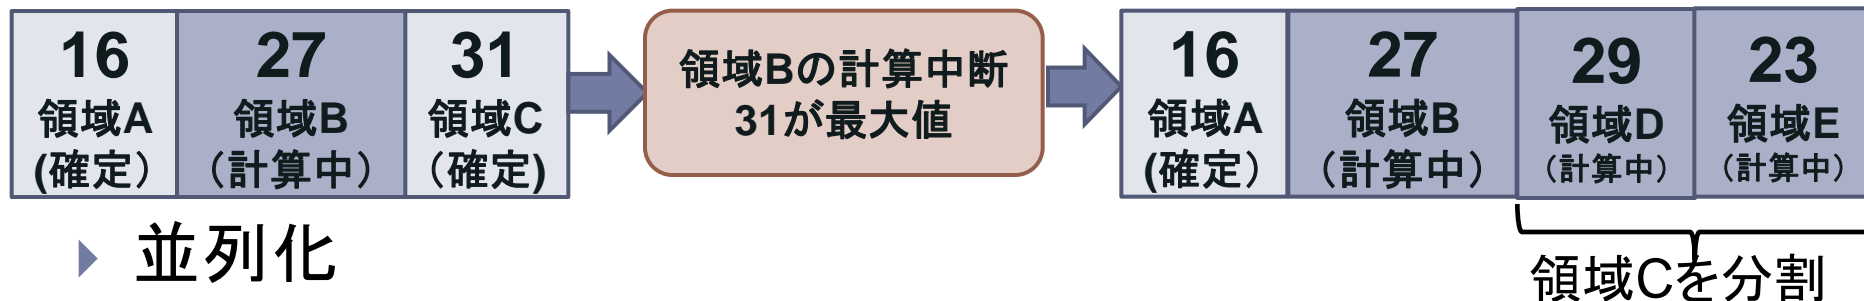 16
領域A
(確定）
27
領域B
（計算中）
31
領域C
（確定)
領域Bの計算中断
31が最大値
16
領域A
(確定）
27
領域B
（計算中）
29
領域D
（計算中）
23
領域E
（計算中）
領域Cを分割
並列化